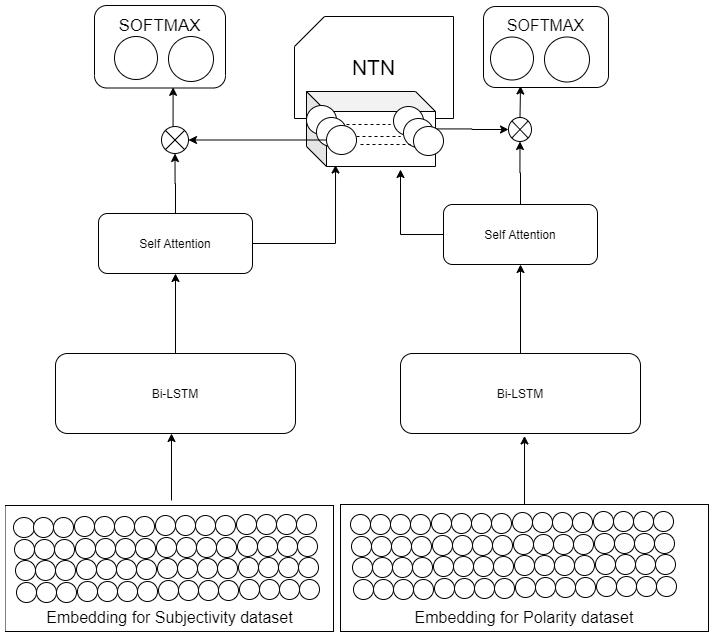 SOFTMAX
NTN
SOFTMAX
Self Attention
Self Attention
Bi-LSTM
Bi-LSTM
Embedding for Subjectivity dataset
Embedding for Polarity dataset